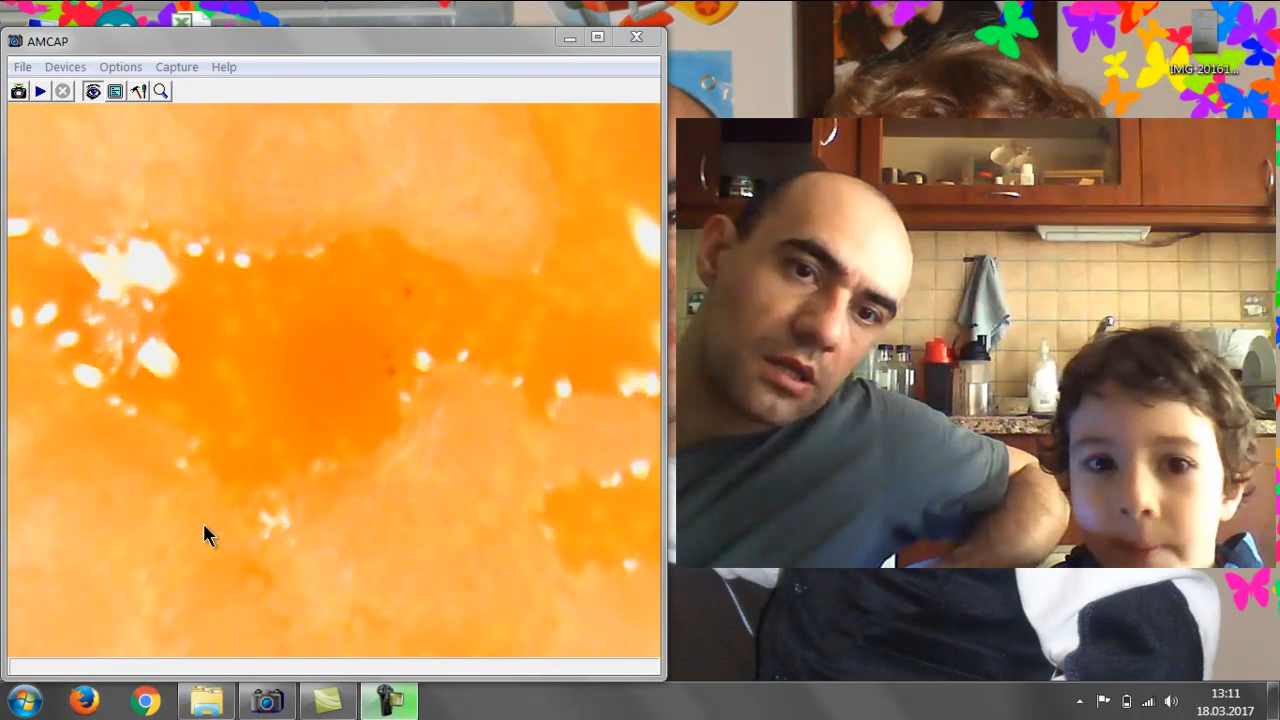 AMCAP
File Devices Options Capture Help
IMG-20161...
13:11
18.03.2017